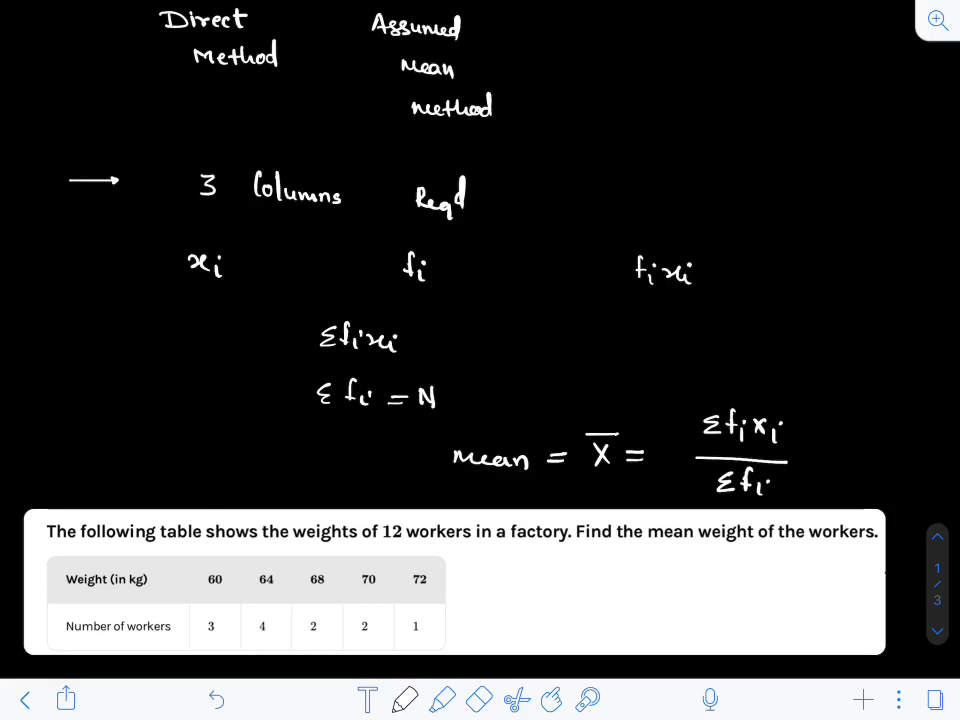 Direct Assumed
Method Mean
method
3 Columns Reqd
xi fi fixi
Σfixi
Σfi = N
mean = X̄ = Σfixi / Σfi
The following table shows the weights of 12 workers in a factory. Find the mean weight of the workers.
Weight (in kg) 60 64 68 70 72
Number of workers 3 4 2 2 1
1
/
3
T